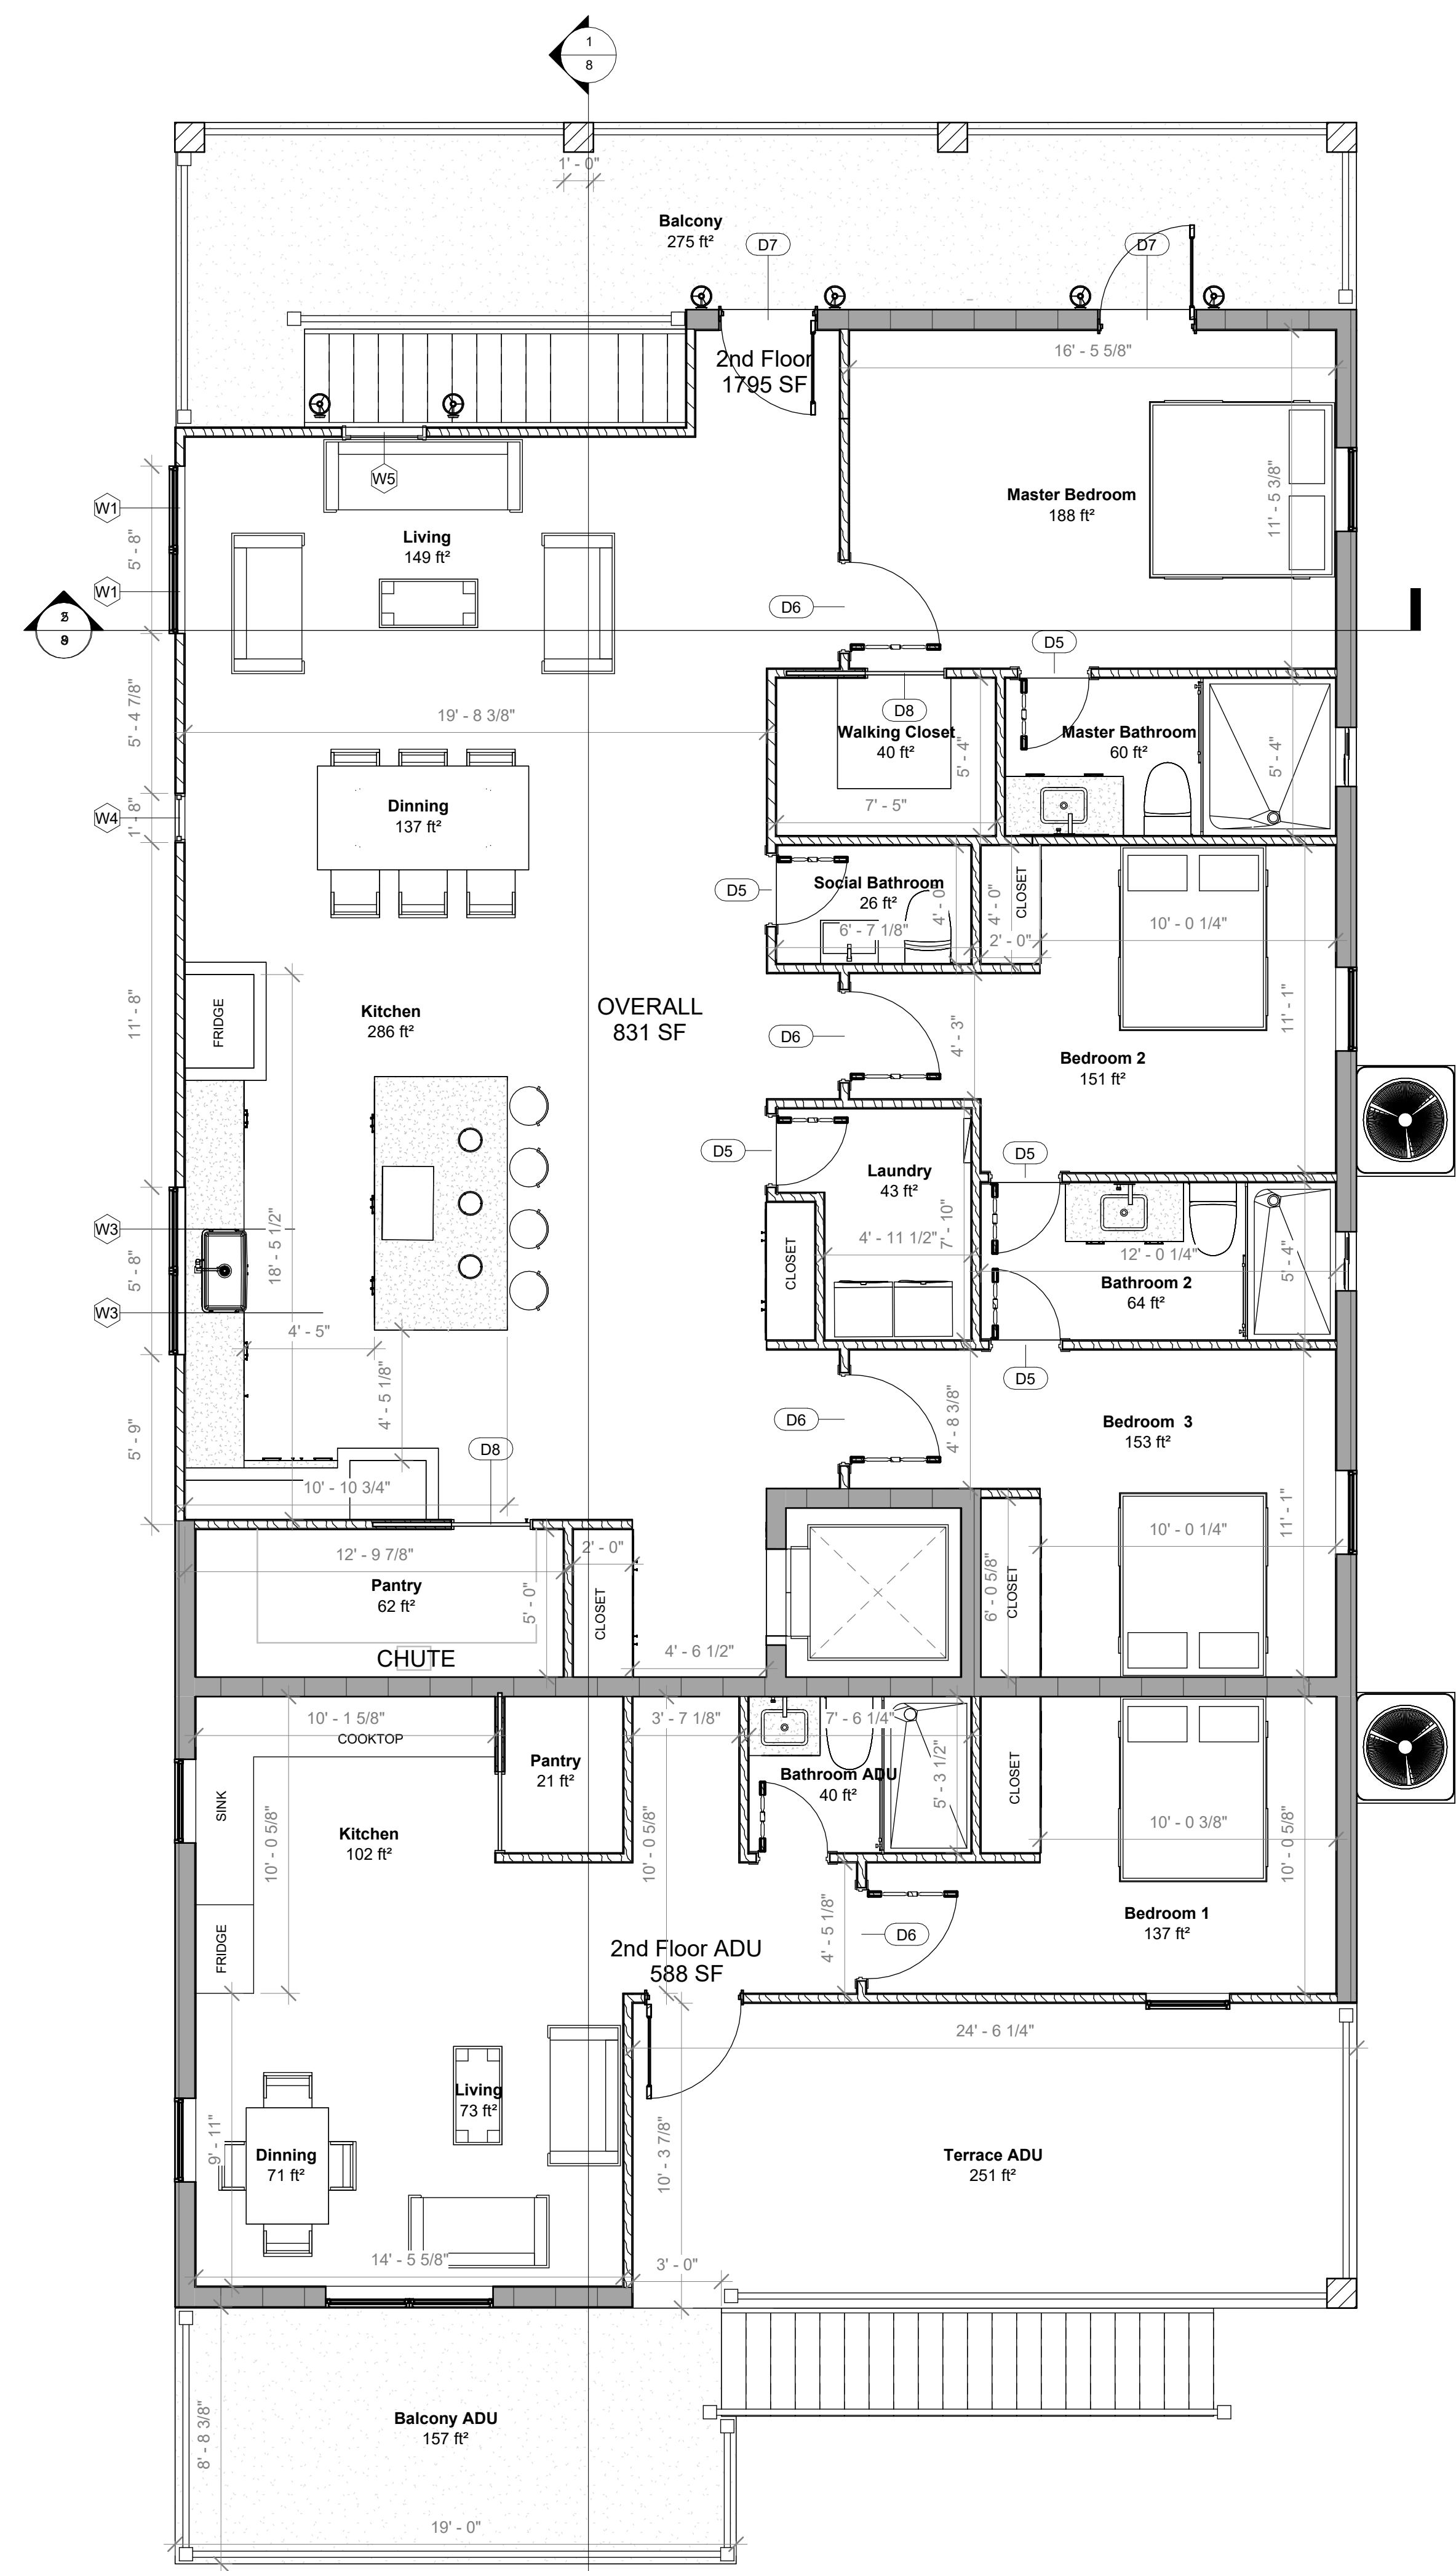 1
8
1' - 0"
Balcony
275 ft²
D7
D7
2nd Floor
1795 SF
16' - 5 5/8"
W5
W1
Living
149 ft²
Master Bedroom
188 ft²
11' - 5 3/8"
5' - 8"
W1
D6
D5
5' - 4 7/8"
19' - 8 3/8"
D8
Walking Closet
40 ft²
5' - 4"
Master Bathroom
60 ft²
5' - 4"
7' - 5"
W4
1' - 8"
Dinning
137 ft²
D5
Social Bathroom
26 ft²
4' - 0"
6' - 7 1/8"
4' - 0"
CLOSET
2' - 0"
10' - 0 1/4"
11' - 8"
FRIDGE
Kitchen
286 ft²
OVERALL
831 SF
D6
4' - 3"
Bedroom 2
151 ft²
11' - 1"
D5
Laundry
43 ft²
D5
W3
5' - 8"
W3
18' - 5 1/2"
CLOSET
4' - 11 1/2"
7' - 10"
12' - 0 1/4"
Bathroom 2
64 ft²
5' - 4"
4' - 5"
4' - 5 1/8"
D5
5' - 9"
D8
D6
4' - 8 3/8"
Bedroom 3
153 ft²
10' - 10 3/4"
12' - 9 7/8"
Pantry
62 ft²
5' - 0"
2' - 0"
CLOSET
CHUTE
4' - 6 1/2"
6' - 0 5/8"
CLOSET
10' - 0 1/4"
11' - 1"
10' - 1 5/8"
COOKTOP
3' - 7 1/8"
7' - 6 1/4"
SINK
Pantry
21 ft²
Bathroom ADU
40 ft²
5' - 3 1/2"
CLOSET
Kitchen
102 ft²
10' - 0 5/8"
10' - 0 5/8"
10' - 0 3/8"
10' - 0 5/8"
FRIDGE
4' - 5 1/8"
D6
Bedroom 1
137 ft²
2nd Floor ADU
588 SF
24' - 6 1/4"
Living
73 ft²
9' - 11"
Dinning
71 ft²
10' - 3 7/8"
Terrace ADU
251 ft²
14' - 5 5/8"
3' - 0"
Balcony ADU
157 ft²
8' - 8 3/8"
19' - 0"